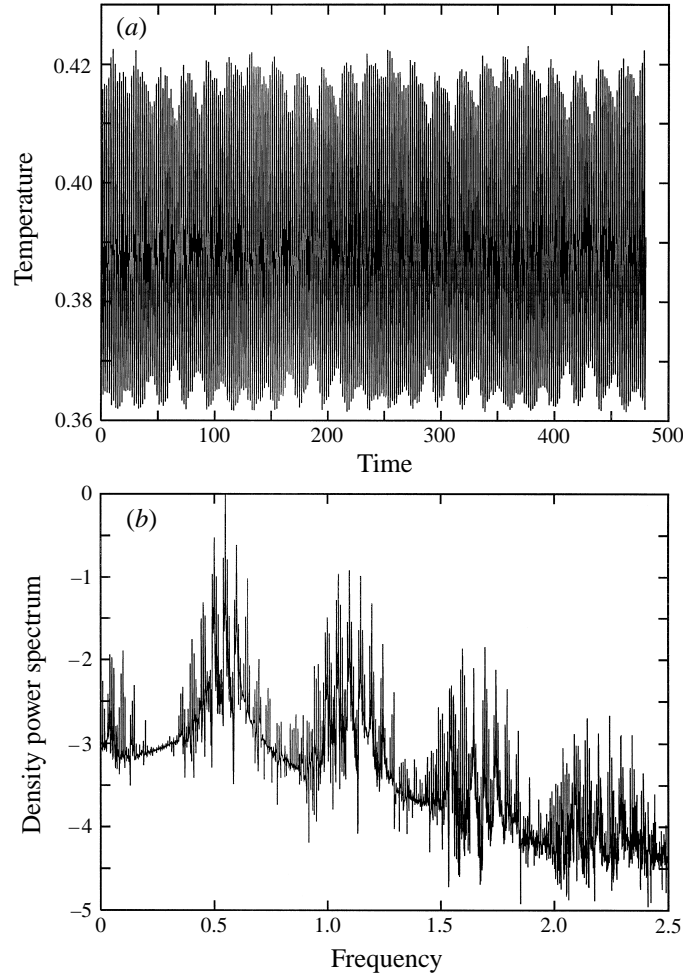 (a)
0.42
0.40
0.38
0.36
Temperature
0 100 200 300 400 500
Time
(b)
0
–1
–2
–3
–4
–5
Density power spectrum
0 0.5 1.0 1.5 2.0 2.5
Frequency